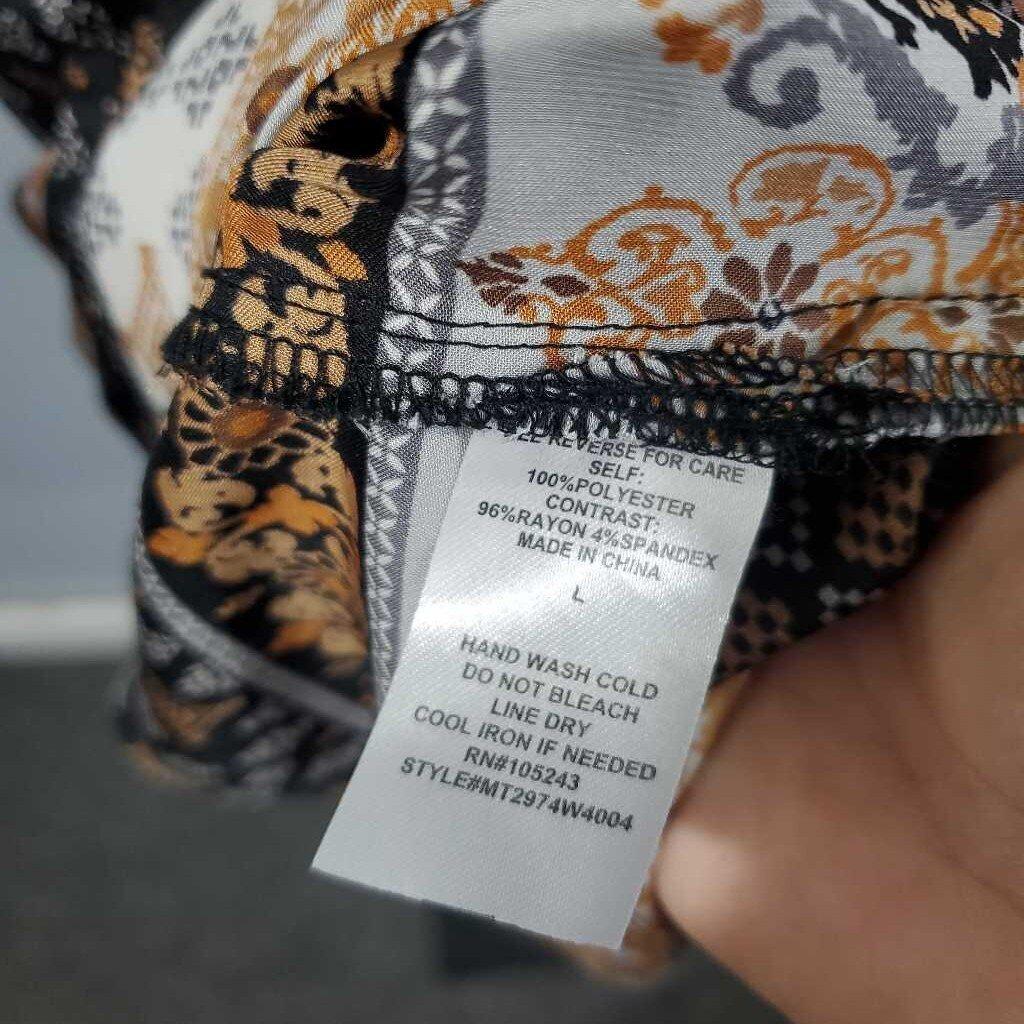 REVERSE FOR CARE
SELF:
100%POLYESTER
CONTRAST:
96%RAYON 4%SPANDEX
MADE IN CHINA
L
HAND WASH COLD
DO NOT BLEACH
LINE DRY
COOL IRON IF NEEDED
RN#105243
STYLE#MT2974W4004